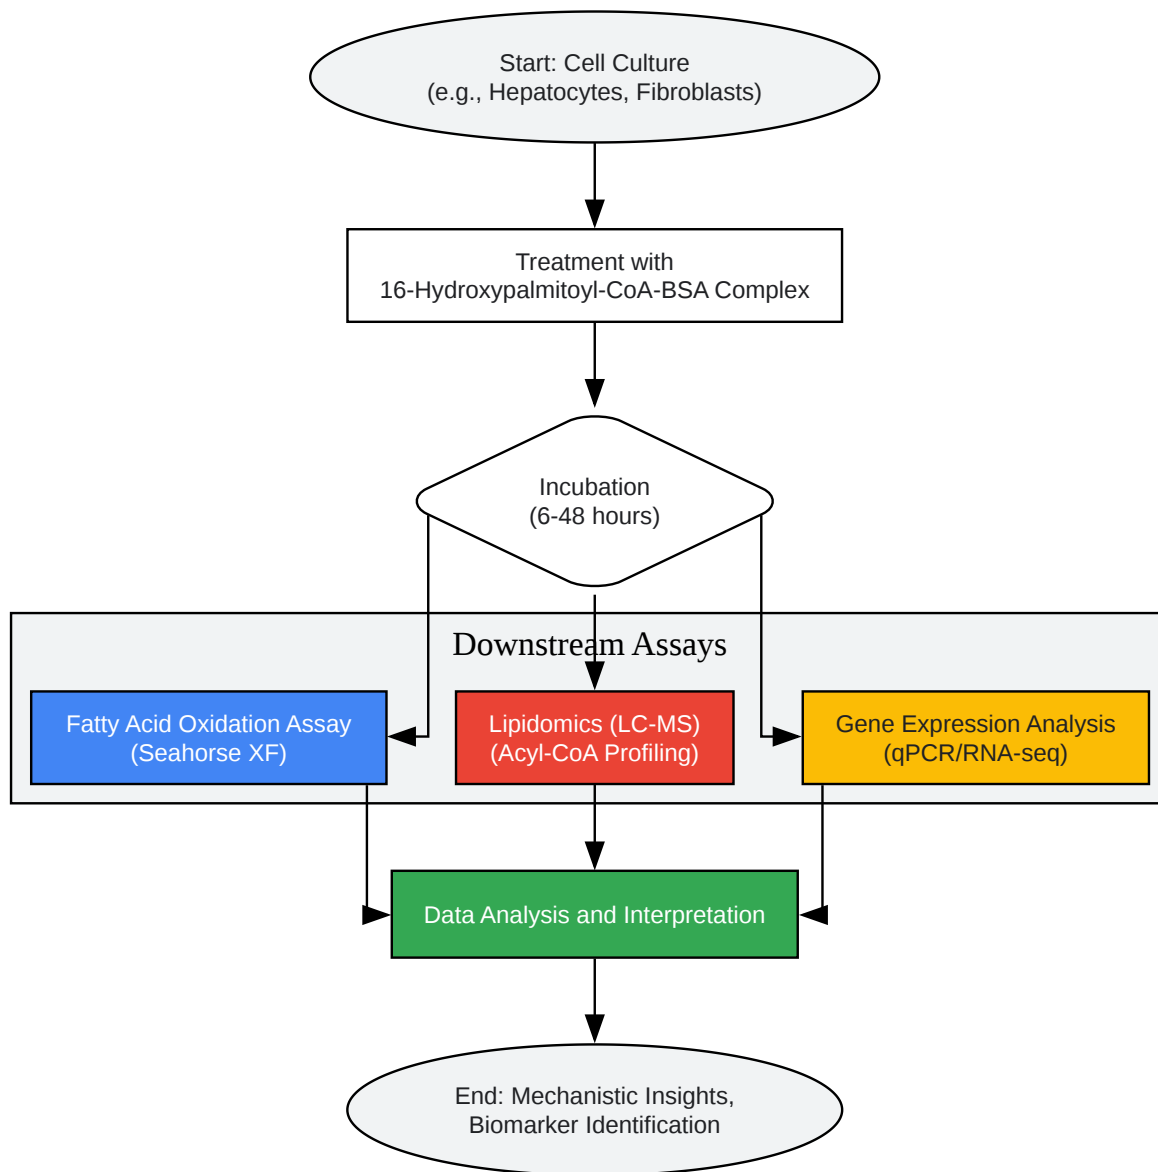 Start: Cell Culture
(e.g., Hepatocytes, Fibroblasts)
Treatment with
16-Hydroxypalmitoyl-CoA-BSA Complex
Incubation
(6-48 hours)
Downstream Assays
Fatty Acid Oxidation Assay
(Seahorse XF)
Lipidomics (LC-MS)
(Acyl-CoA Profiling)
Gene Expression Analysis
(qPCR/RNA-seq)
Data Analysis and Interpretation
End: Mechanistic Insights,
Biomarker Identification